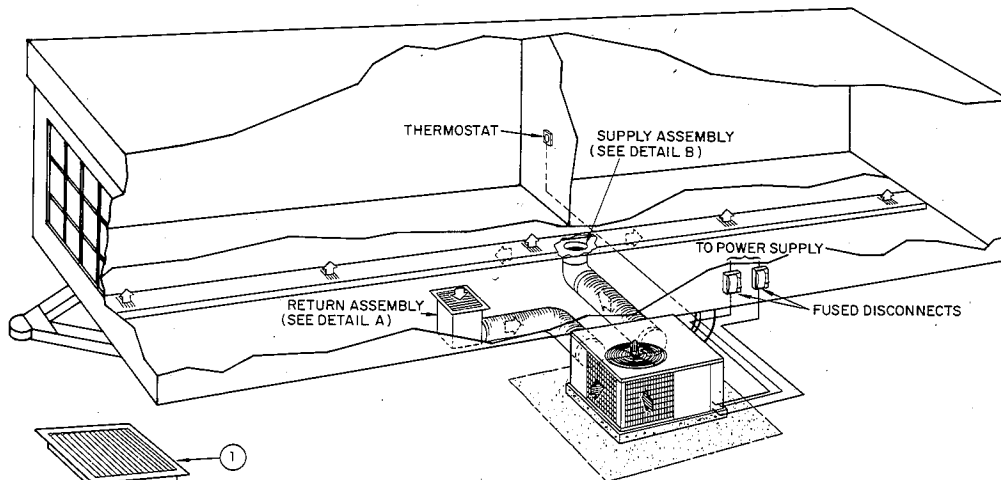 THERMOSTAT
SUPPLY ASSEMBLY
(SEE DETAIL B)
TO POWER SUPPLY
RETURN ASSEMBLY
(SEE DETAIL A)
FUSED DISCONNECTS
1